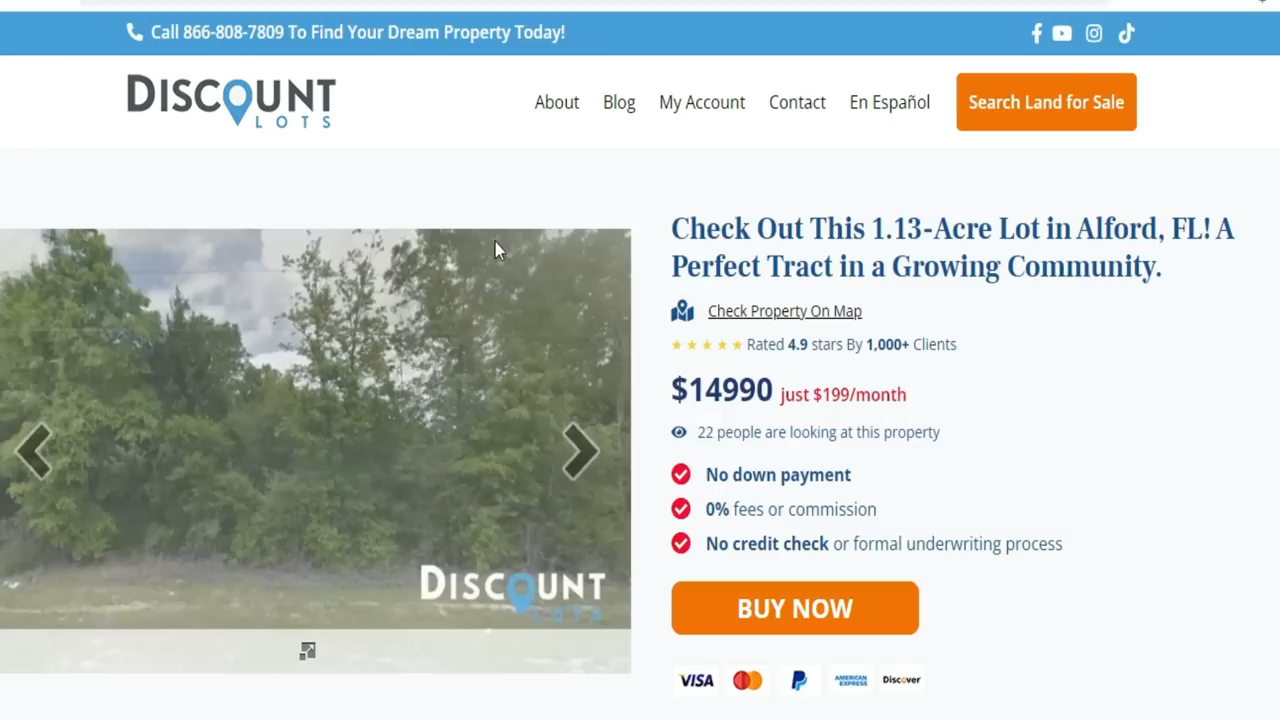 Call 866-808-7809 To Find Your Dream Property Today!
DISCOUNT
LOTS
About Blog My Account Contact En Español Search Land for Sale
Check Out This 1.13-Acre Lot in Alford, FL! A
Perfect Tract in a Growing Community.
Check Property On Map
Rated 4.9 stars By 1,000+ Clients
$14990 just $199/month
22 people are looking at this property
No down payment
0% fees or commission
No credit check or formal underwriting process
BUY NOW
VISA AMERICAN EXPRESS Discover
DISCOUNT
LOTS